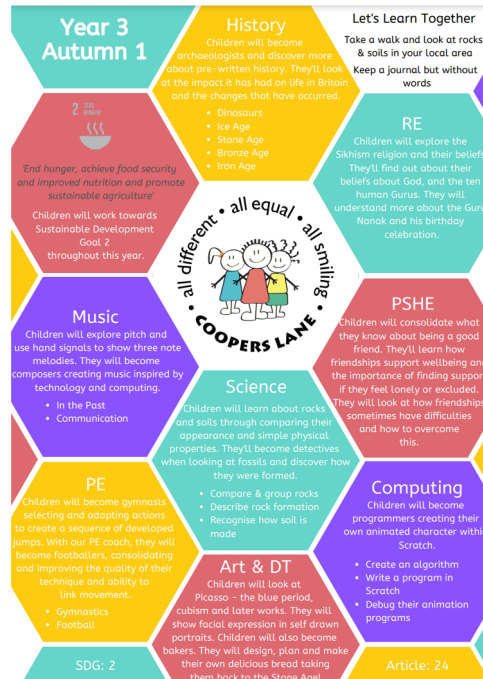 Year 3
Autumn 1
History
Children will become
archaeologists and discover more
about pre-written history. They'll look
at the impact it has had on life in Britain
and the changes that have occurred.
• Dinosaurs
• Ice Age
• Stone Age
• Bronze Age
• Iron Age
Let's Learn Together
Take a walk and look at rocks
& soils in your local area
Keep a journal but without
words
2 ZERO
HUNGER
'End hunger, achieve food security
and improved nutrition and promote
sustainable agriculture'
Children will work towards
Sustainable Development
Goal 2
throughout this year.
RE
Children will explore the
Sikhism religion and their beliefs.
They'll find out about their
beliefs about God, and the ten
human Gurus. They will
understand more about the Guru
Nanak and his birthday
celebration.
• all different • all equal • all smiling •
COOPERS LANE
Music
Children will explore pitch and
use hand signals to show three note
melodies. They will become
composers creating music inspired by
technology and computing.
• In the Past
• Communication
PSHE
Children will consolidate what
they know about being a good
friend. They'll learn how
friendships support wellbeing and
the importance of finding support
if they feel lonely or excluded.
They will look at how friendships
sometimes have difficulties
and how to overcome
this.
Science
Children will learn about rocks
and soils through comparing their
appearance and simple physical
properties. They'll become detectives
when looking at fossils and discover how
they were formed.
• Compare & group rocks
• Describe rock formation
• Recognise how soil is
made
PE
Children will become gymnasts
selecting and adapting actions
to create a sequence of developed
jumps. With our PE coach, they will
become footballers, consolidating
and improving the quality of their
technique and ability to
link movement.
• Gymnastics
• Football
Computing
Children will become
programmers creating their
own animated character within
Scratch.
• Create an algorithm
• Write a program in
Scratch
• Debug their animation
programs
Art & DT
Children will look at
Picasso - the blue period,
cubism and later works. They will
show facial expression in self drawn
portraits. Children will also become
bakers. They will design, plan and make
their own delicious bread taking
them back to the Stone Age!
SDG: 2
Article: 24